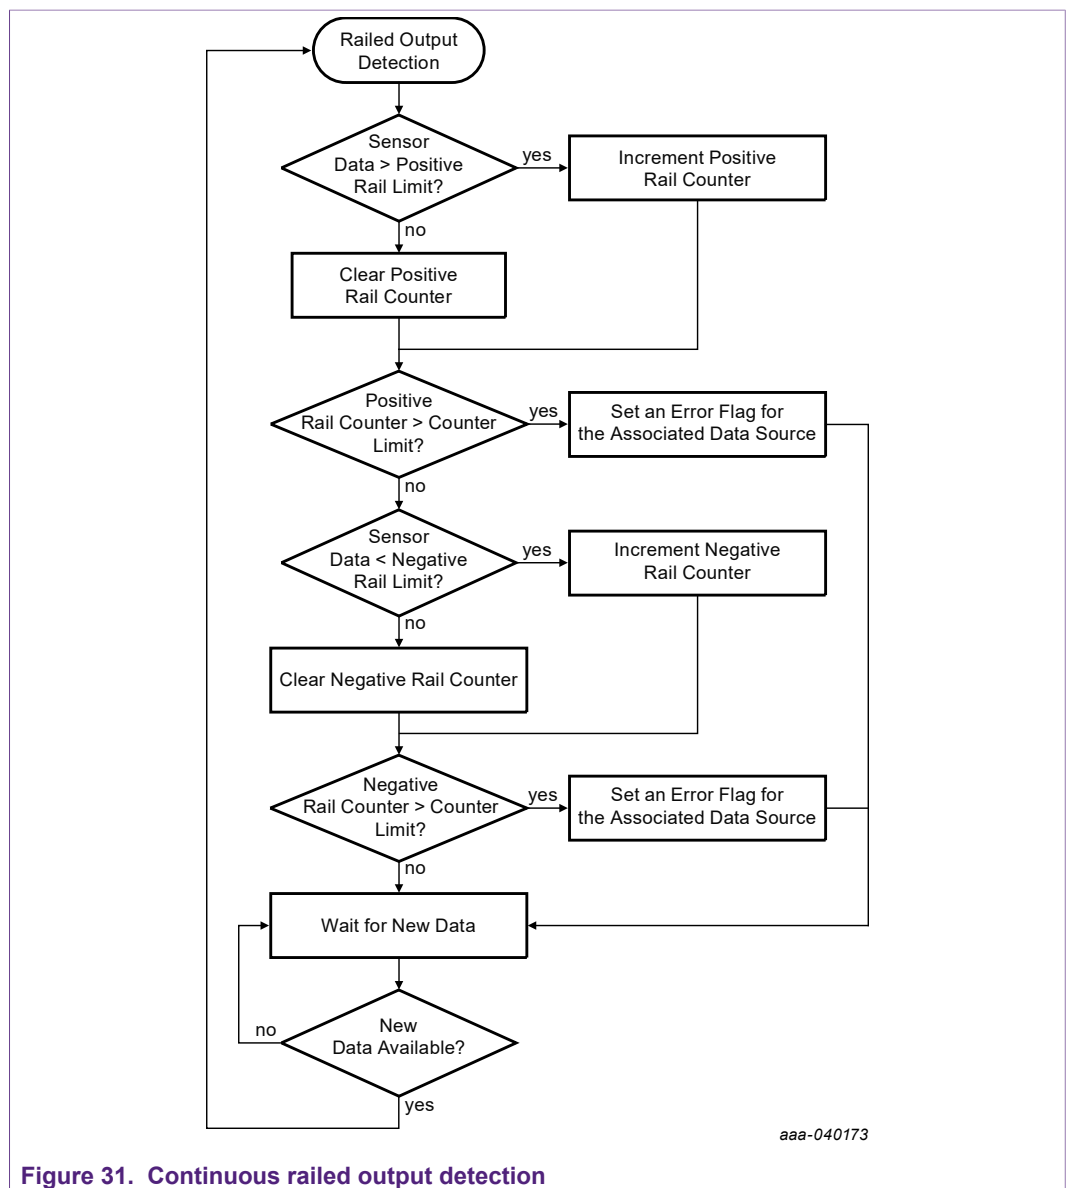 Railed Output
Detection
Sensor
Data > Positive
Rail Limit?
yes
Increment Positive
Rail Counter
no
Clear Positive
Rail Counter
Positive
Rail Counter > Counter
Limit?
yes
Set an Error Flag for
the Associated Data Source
no
Sensor
Data < Negative
Rail Limit?
yes
Increment Negative
Rail Counter
no
Clear Negative Rail Counter
Negative
Rail Counter > Counter
Limit?
yes
Set an Error Flag for
the Associated Data Source
no
Wait for New Data
no
New
Data Available?
yes
aaa-040173
Figure 31. Continuous railed output detection